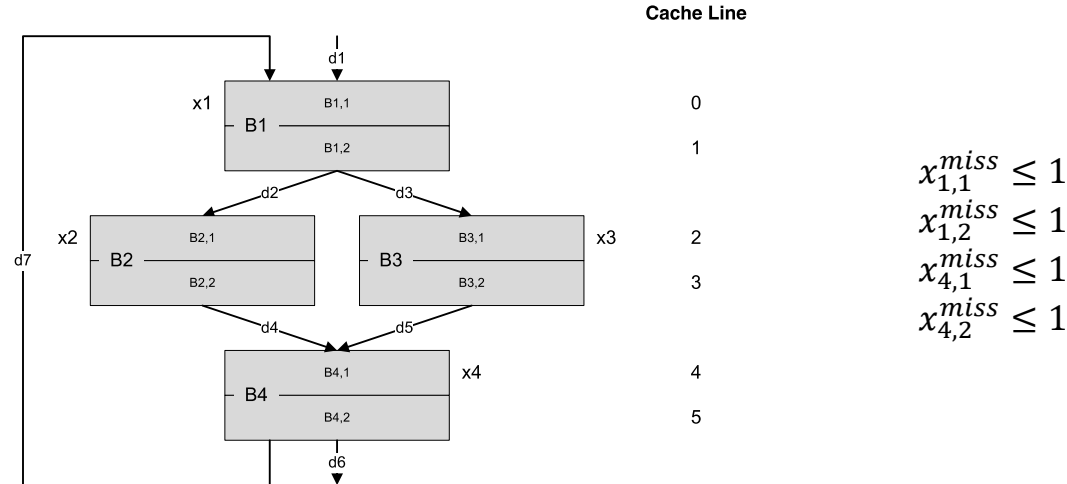 Cache Line
d1
x1
B1,1
0
B1
B1,2
1
x_{1,1}^{miss} ≤ 1
d2
d3
x_{1,2}^{miss} ≤ 1
x2
B2,1
B3,1
x3
2
d7
B2
B3
x_{4,1}^{miss} ≤ 1
B2,2
B3,2
3
x_{4,2}^{miss} ≤ 1
d4
d5
B4,1
x4
4
B4
B4,2
5
d6